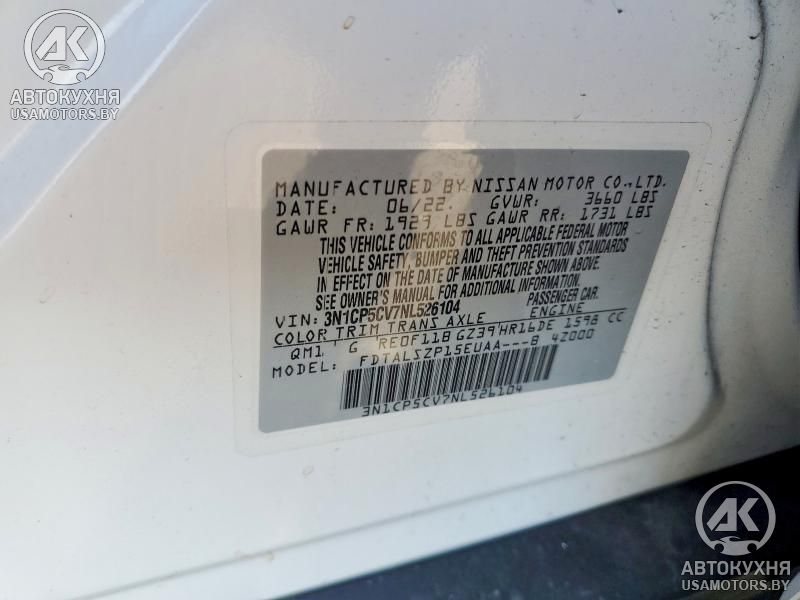 AK
АВТОКУХНЯ
USAMOTORS.BY
MANUFACTURED BY NISSAN MOTOR CO.,LTD.
DATE: 06/22. GVWR: 3660 LBS
GAWR FR: 1929 LBS GAWR RR: 1731 LBS
THIS VEHICLE CONFORMS TO ALL APPLICABLE FEDERAL MOTOR
VEHICLE SAFETY, BUMPER AND THEFT PREVENTION STANDARDS
IN EFFECT ON THE DATE OF MANUFACTURE SHOWN ABOVE.
SEE OWNER'S MANUAL FOR ADDITIONAL INFORMATION
VIN: 3N1CP5CV7NL526104 PASSENGER CAR.
COLOR TRIM TRANS AXLE ENGINE
QM1 G RE0F11B GZ39 HR16DE 1598 CC
MODEL: FDTALSZP15EUAA---B 4Z000
3N1CP5CV7NL526104
AK
АВТОКУХНЯ
USAMOTORS.BY